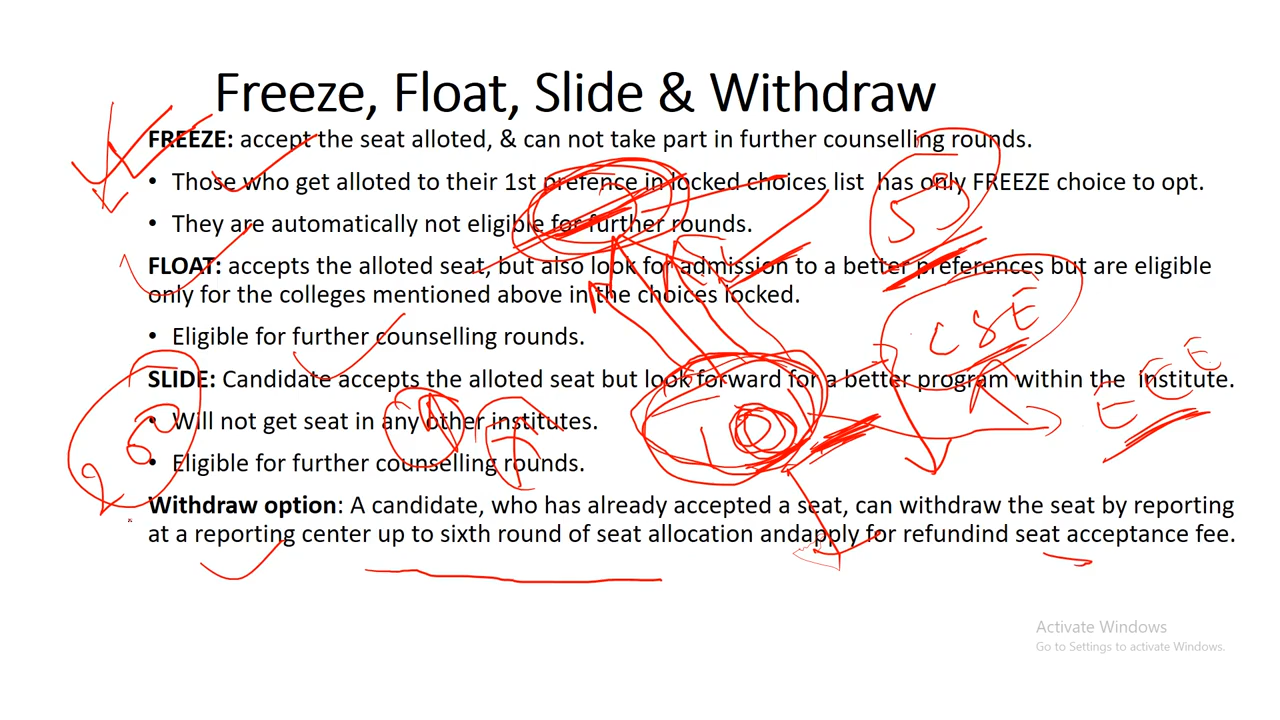 Freeze, Float, Slide & Withdraw
FREEZE: accept the seat alloted, & can not take part in further counselling rounds.
• Those who get alloted to their 1st prefence in locked choices list has only FREEZE choice to opt.
• They are automatically not eligible for further rounds.
50
FLOAT: accepts the alloted seat, but also look for admission to a better preferences but are eligible
only for the colleges mentioned above in the choices locked.
• Eligible for further counselling rounds.
CSE
SLIDE: Candidate accepts the alloted seat but look forward for a better program within the institute.
EEE
• Will not get seat in any other institutes.
200
10
• Eligible for further counselling rounds.
Withdraw option: A candidate, who has already accepted a seat, can withdraw the seat by reporting
at a reporting center up to sixth round of seat allocation andapply for refundind seat acceptance fee.
Activate Windows
Go to Settings to activate Windows.